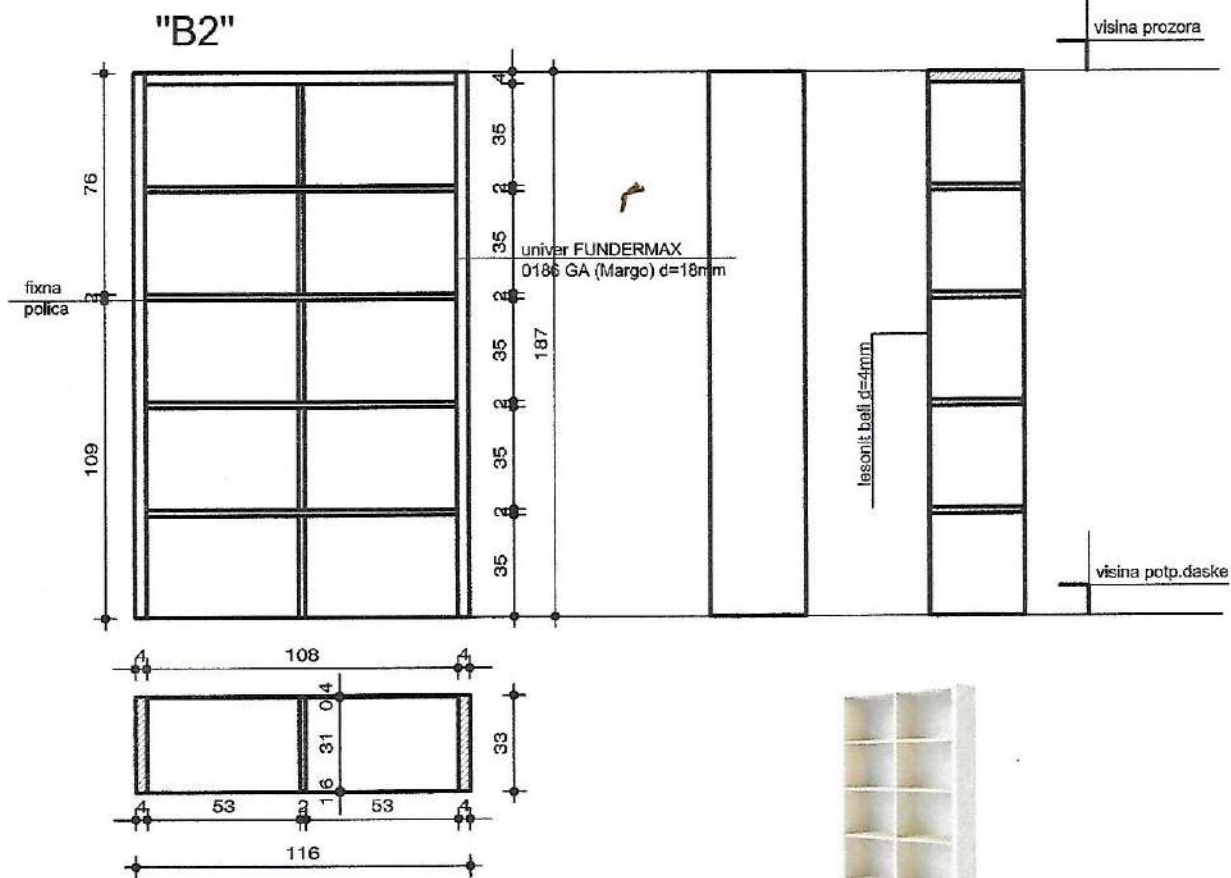 "B2"
visina prozora
4
35
2
35
2
35
2
35
2
35
187
76
2
109
fixna
polica
univer FUNDERMAX
0186 GA (Margo) d=18mm
lesonit beli d=4mm
visina potp.daske
4 108 4
0.4
31
1.6
33
4 53 2 53 4
116